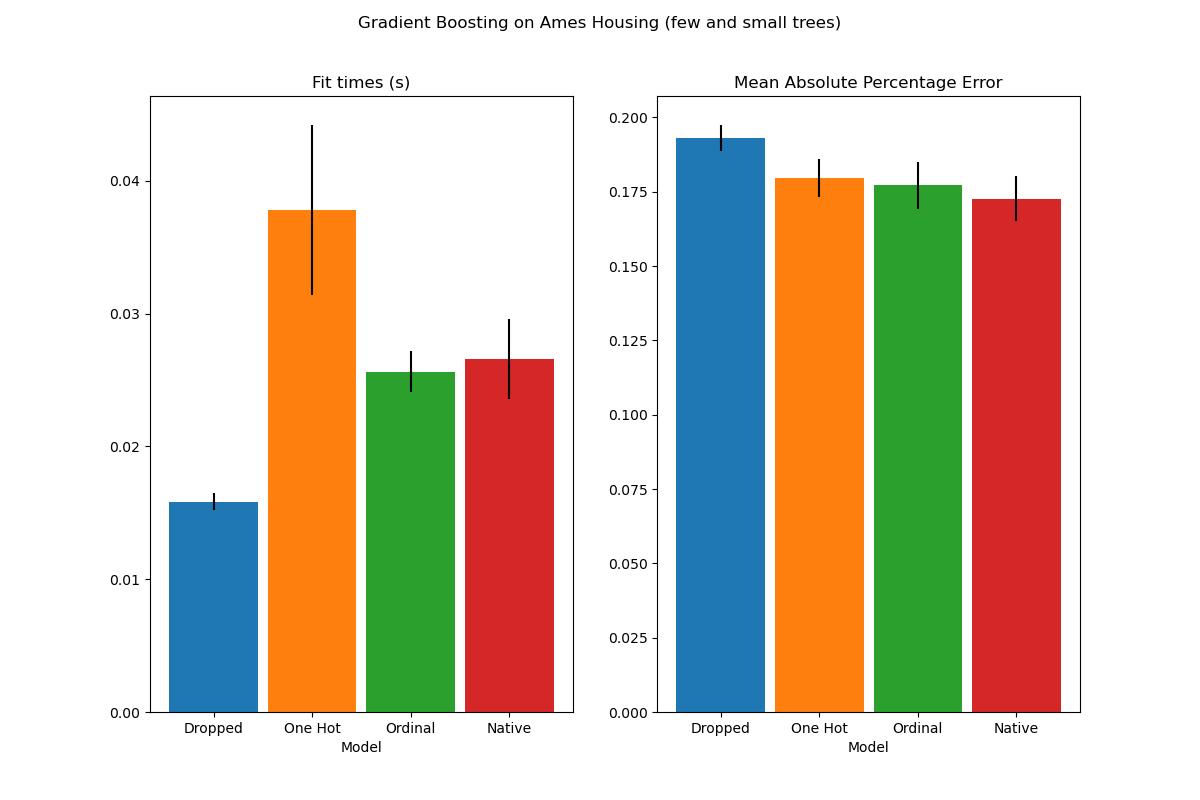 Gradient Boosting on Ames Housing (few and small trees)
Fit times (s)
0.04
0.03
0.02
0.01
0.00
Dropped One Hot Ordinal Native
Model
Mean Absolute Percentage Error
0.200
0.175
0.150
0.125
0.100
0.075
0.050
0.025
0.000
Dropped One Hot Ordinal Native
Model